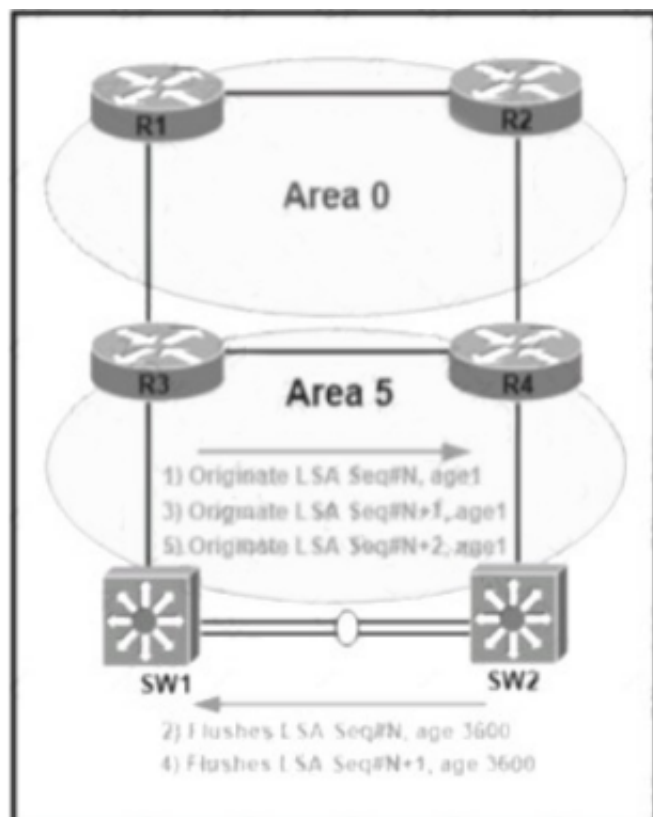 R1
R2
Area 0
R3
R4
Area 5
1) Originate LSA Seq#N, age1
3) Originate LSA Seq#N+1, age1
5) Originate LSA Seq#N+2, age1
SW1
SW2
2) Flushes LSA Seq#N, age 3600
4) Flushes LSA Seq#N+1, age 3600